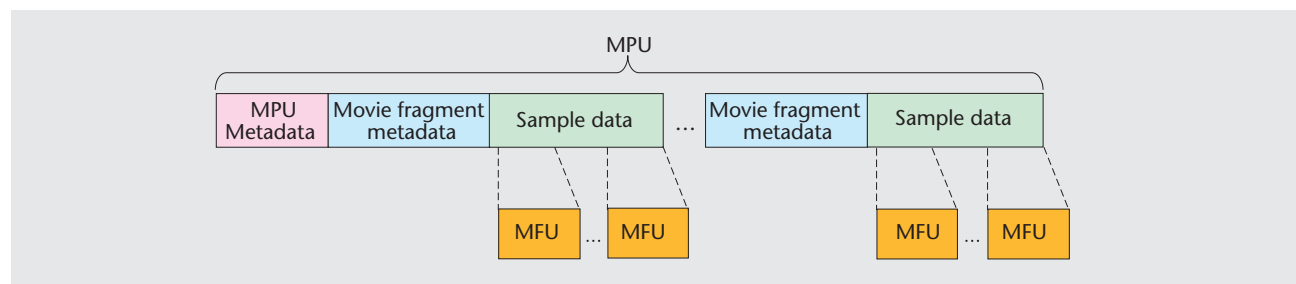 MPU
MPU
Metadata
Movie fragment
metadata
Sample data
...
Movie fragment
metadata
Sample data
MFU
...
MFU
MFU
...
MFU